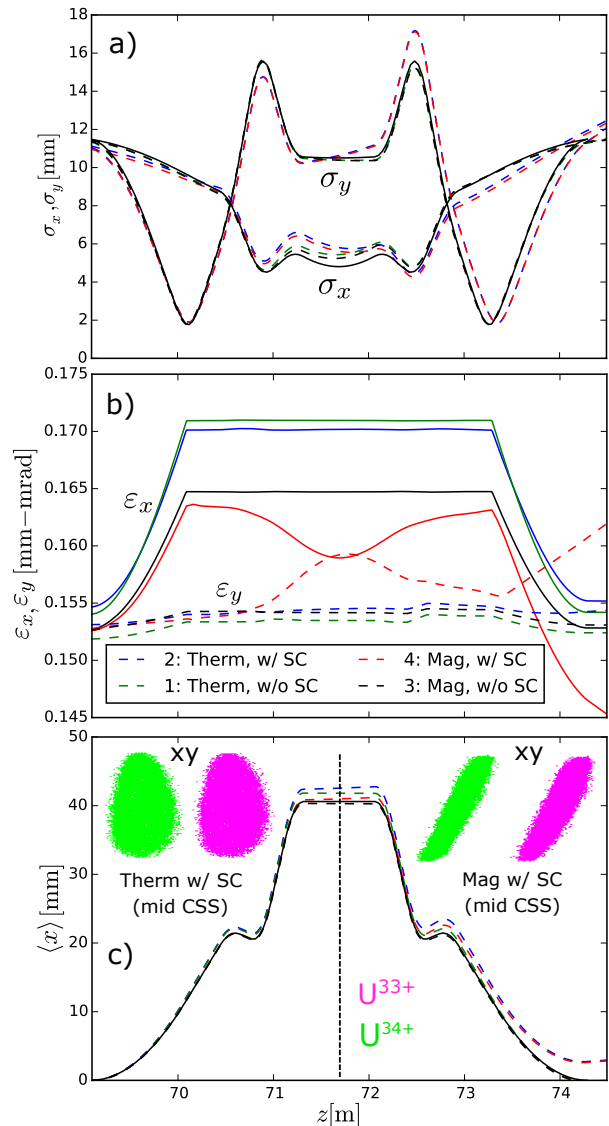 a)
18
16
14
12
10
8
6
4
2
0
σx, σy [mm]
σy
σx
b)
0.175
0.170
0.165
0.160
0.155
0.150
0.145
εx, εy [mm−mrad]
εx
εy
2: Therm, w/ SC
4: Mag, w/ SC
1: Therm, w/o SC
3: Mag, w/o SC
50
40
30
20
10
0
⟨x⟩ [mm]
xy
xy
Therm w/ SC
(mid CSS)
Mag w/ SC
(mid CSS)
c)
U33+
U34+
70
71
72
73
74
z[m]